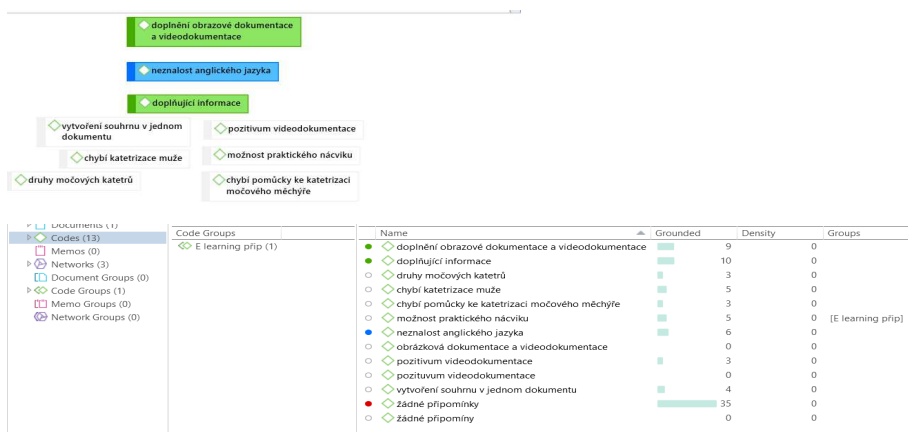 doplnění obrazové dokumentace
a videodokumentace
neznalost anglického jazyka
doplňující informace
vytvoření souhrnu v jednom
dokumentu
pozitivum videodokumentace
chybí katetrizace muže
možnost praktického nácviku
druhy močových katetrů
chybí pomůcky ke katetrizaci
močového měchýře
Documents (1)
Codes (13)
Memos (0)
Networks (3)
Document Groups (0)
Code Groups (1)
Memo Groups (0)
Network Groups (0)
Code Groups
E learning přip (1)
Name Grounded Density Groups
doplnění obrazové dokumentace a videodokumentace 9 0
doplňující informace 10 0
druhy močových katetrů 3 0
chybí katetrizace muže 5 0
chybí pomůcky ke katetrizaci močového měchýře 3 0
možnost praktického nácviku 5 0 [E learning přip]
neznalost anglického jazyka 6 0
obrázková dokumentace a videodokumentace 0 0
pozitivum videodokumentace 3 0
pozituvum videodokumentace 0 0
vytvoření souhrnu v jednom dokumentu 4 0
žádné připomínky 35 0
žádné přípomíny 0 0